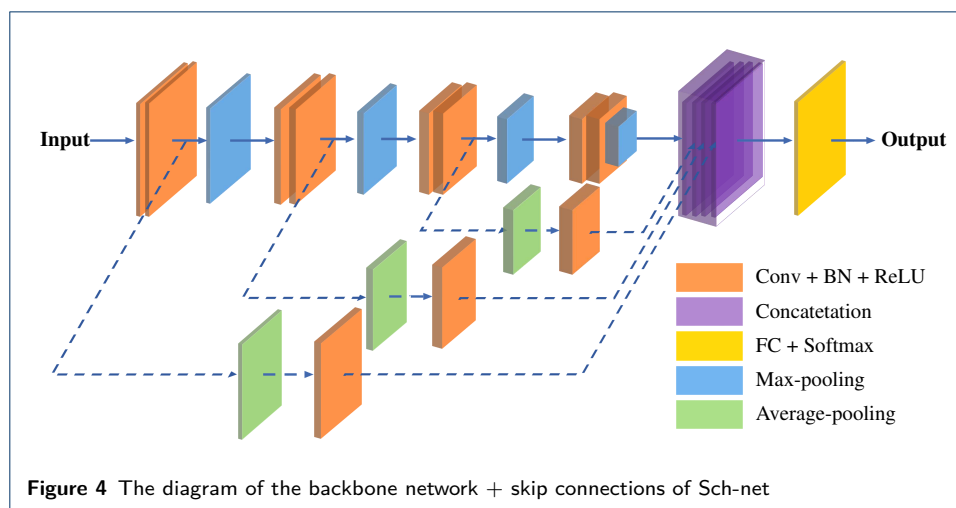 Input
Output
Conv + BN + ReLU
Concatetation
FC + Softmax
Max-pooling
Average-pooling
Figure 4 The diagram of the backbone network + skip connections of Sch-net